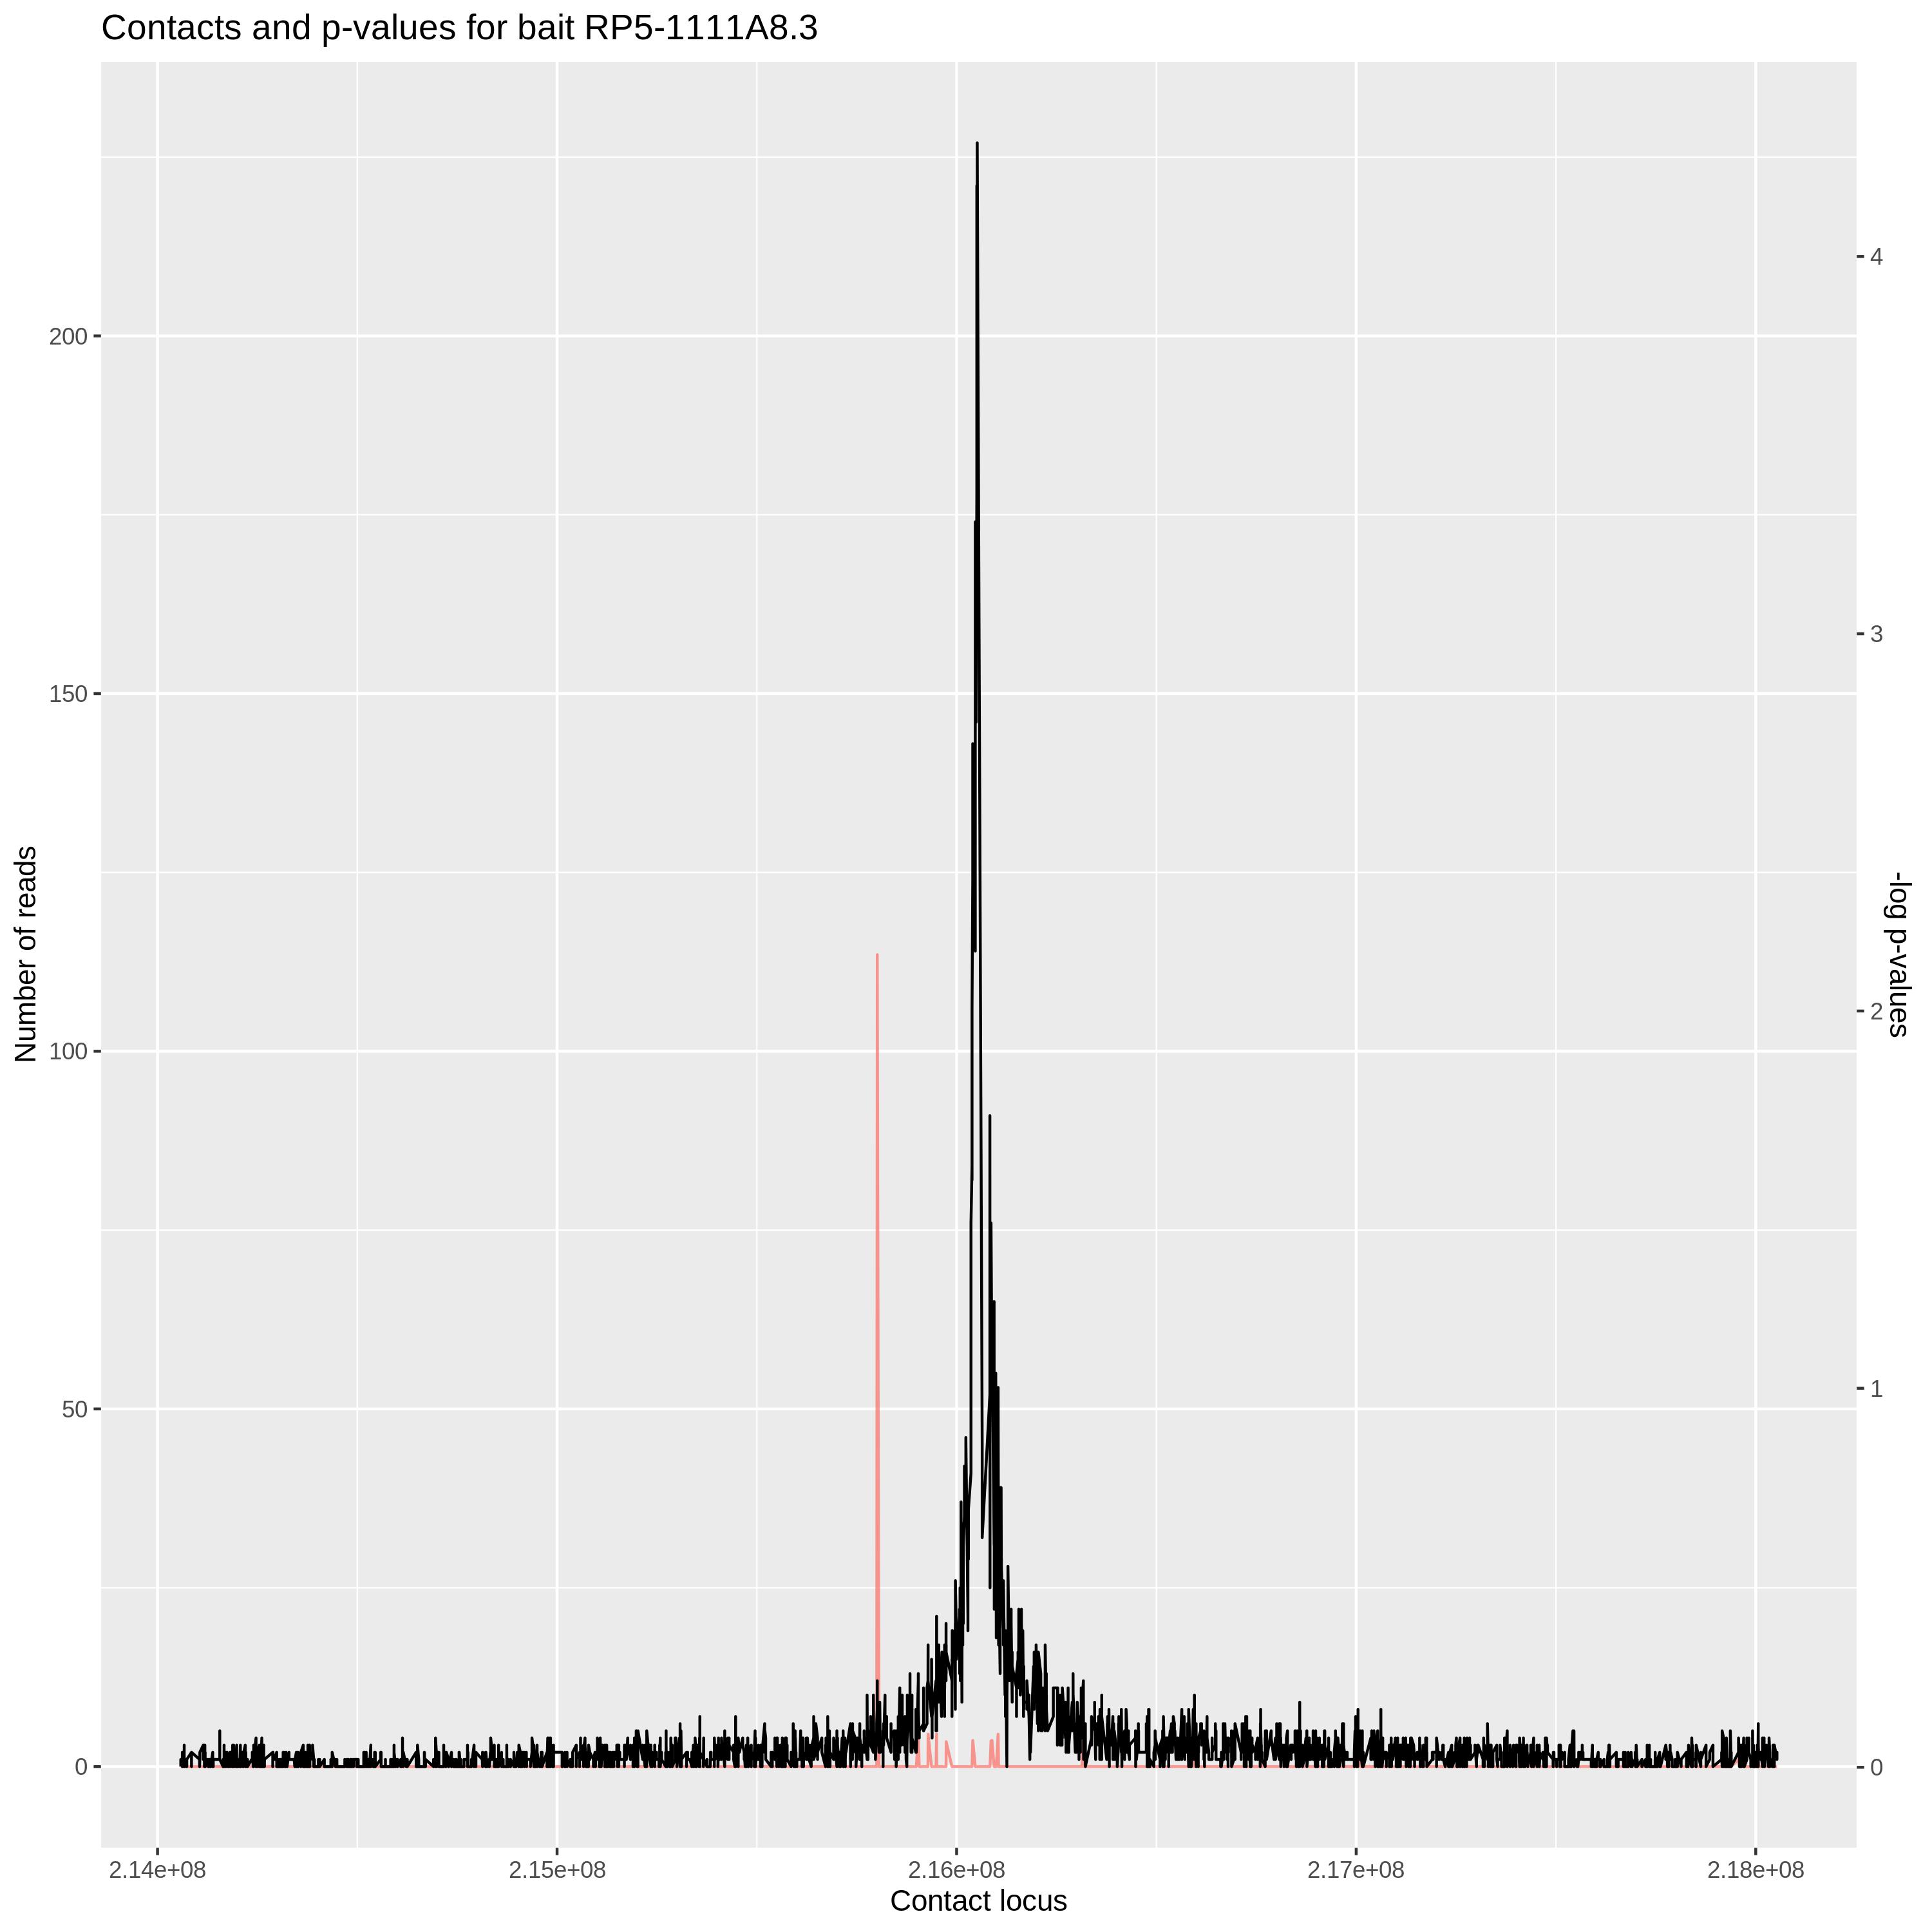 Contacts and p-values for bait RP5-1111A8.3
Number of reads
200
150
100
50
0
4
3
2
1
0
-log p-values
2.14e+08
2.15e+08
2.16e+08
2.17e+08
2.18e+08
Contact locus